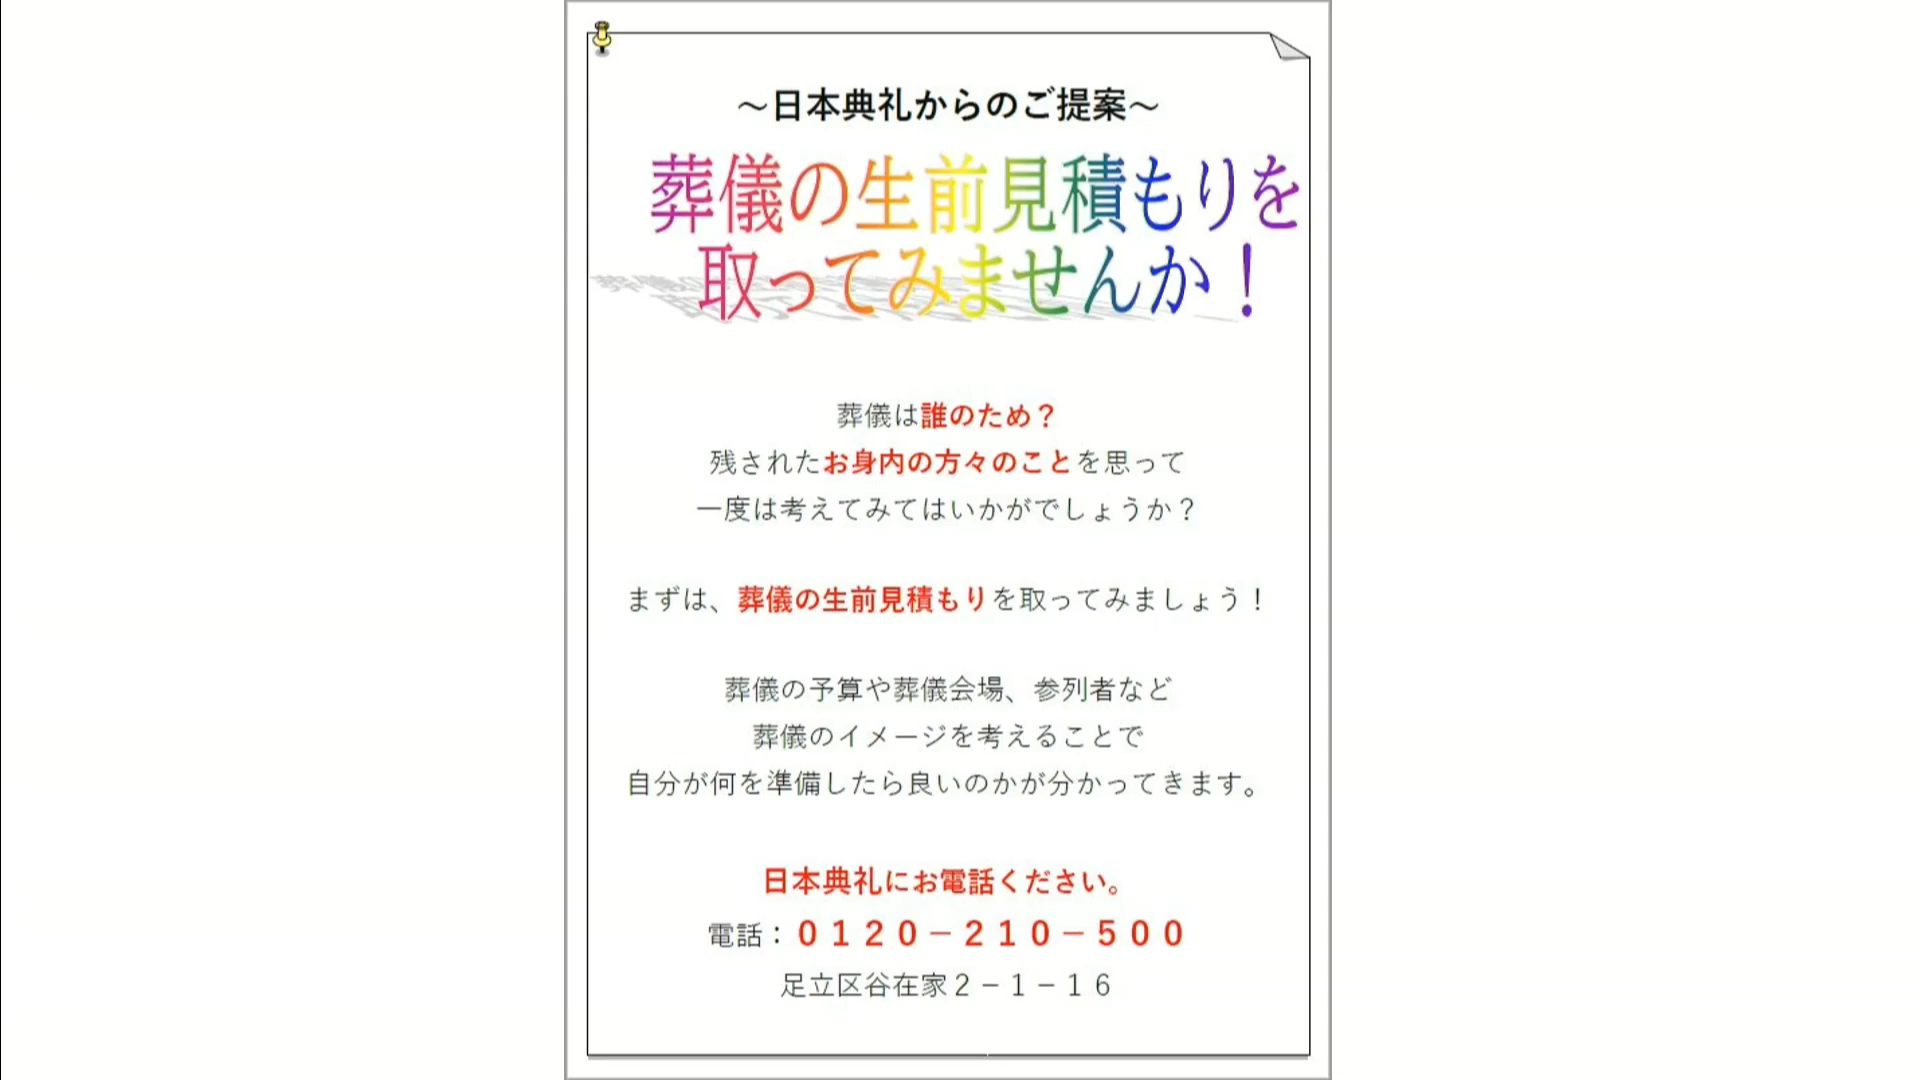 ～日本典礼からのご提案～
葬儀の生前見積もりを
取ってみませんか！
葬儀は誰のため？
残されたお身内の方々のことを思って
一度は考えてみてはいかがでしょうか？
まずは、葬儀の生前見積もりを取ってみましょう！
葬儀の予算や葬儀会場、参列者など
葬儀のイメージを考えることで
自分が何を準備したら良いのかが分かってきます。
日本典礼にお電話ください。
電話：０１２０－２１０－５００
足立区谷在家２－１－１６